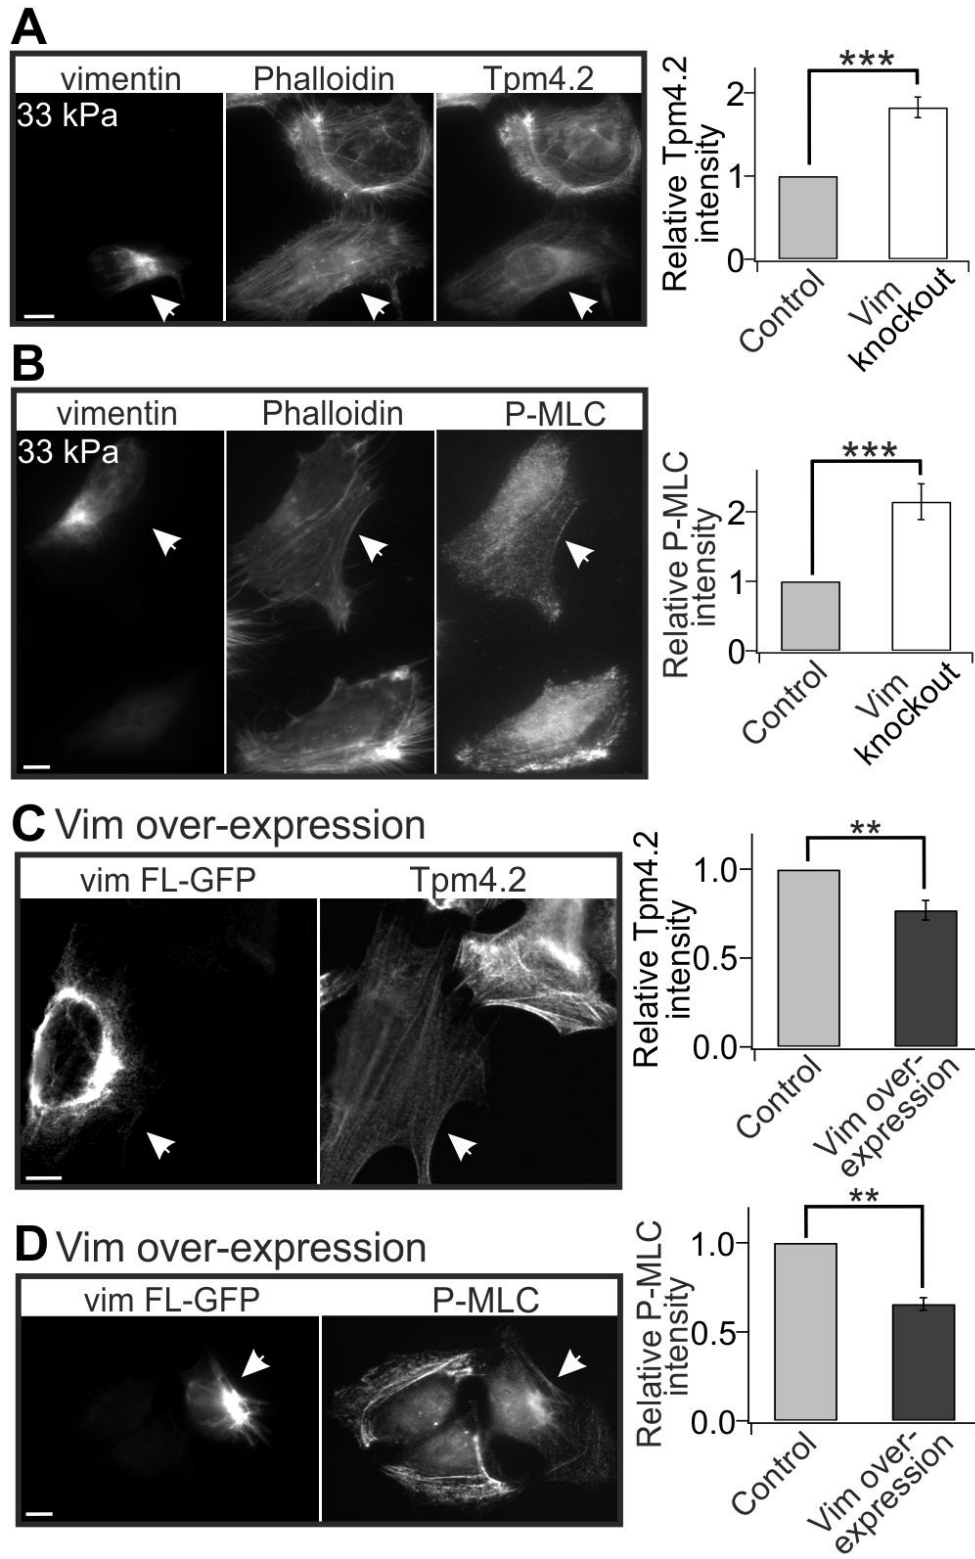 A
vimentin Phalloidin Tpm4.2
33 kPa
Relative Tpm4.2
intensity
***
2
1
0
Control
Vim
knockout
B
vimentin Phalloidin P-MLC
33 kPa
Relative P-MLC
intensity
***
2
1
0
Control
Vim
knockout
C Vim over-expression
vim FL-GFP Tpm4.2
Relative Tpm4.2
intensity
**
1.0
0.5
0.0
Control
Vim over-
expression
D Vim over-expression
vim FL-GFP P-MLC
Relative P-MLC
intensity
**
1.0
0.5
0.0
Control
Vim over-
expression